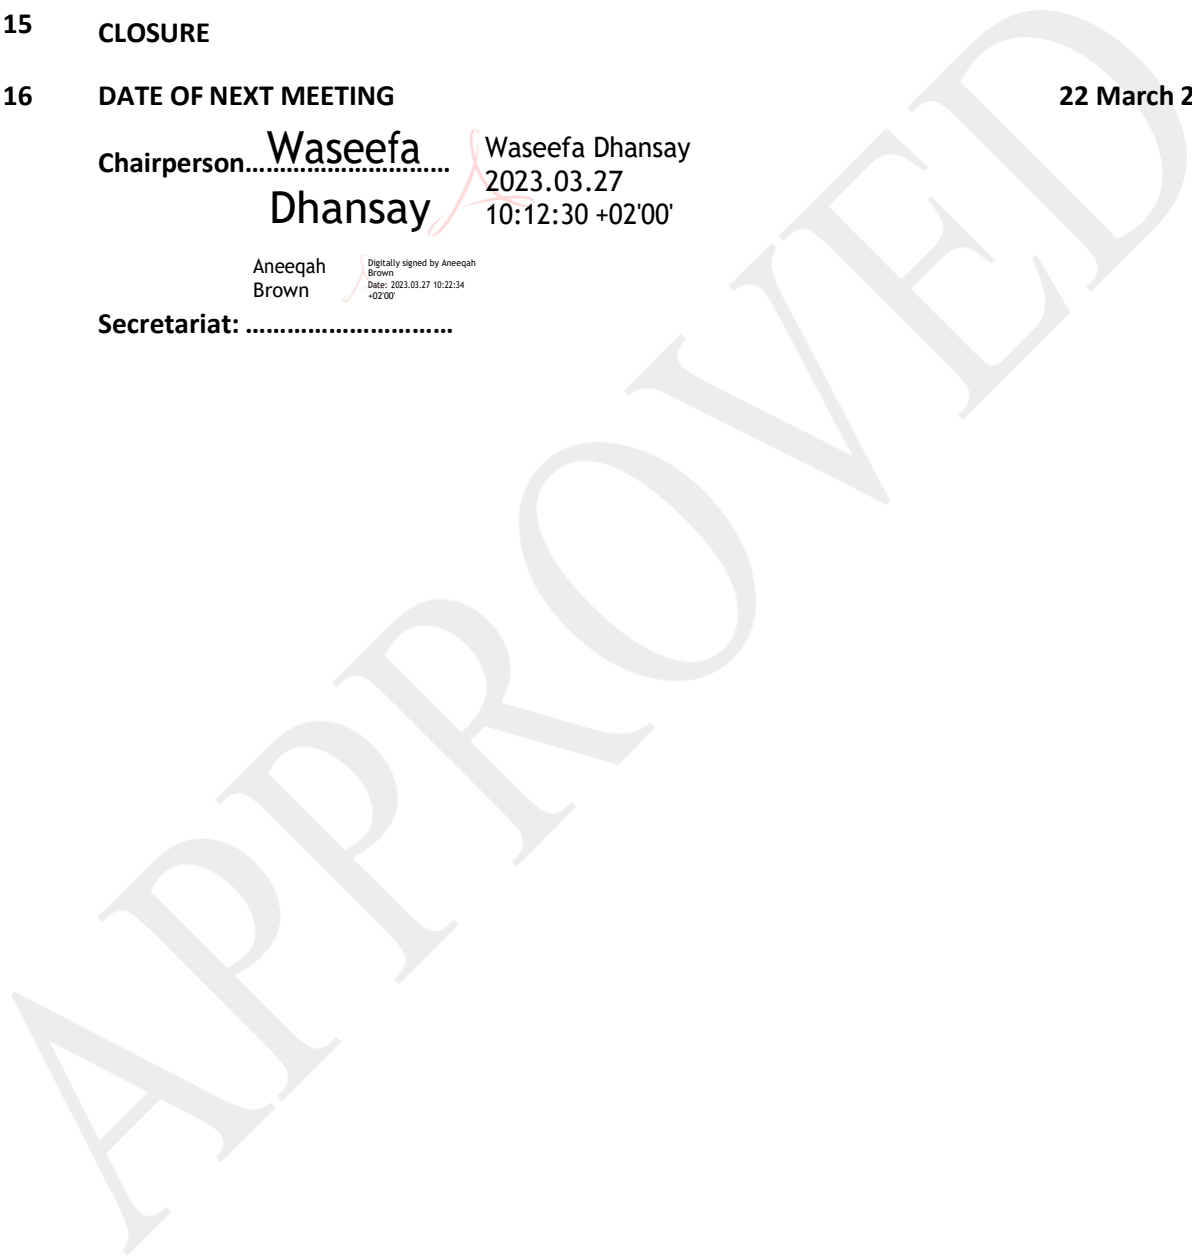 15 CLOSURE
16 DATE OF NEXT MEETING 22 March 2
Chairperson…………………………
Waseefa
Dhansay
Waseefa Dhansay
2023.03.27
10:12:30 +02'00'
Aneeqah
Brown
Digitally signed by Aneeqah
Brown
Date: 2023.03.27 10:22:34
+02'00'
Secretariat: …………………………
APPROVED